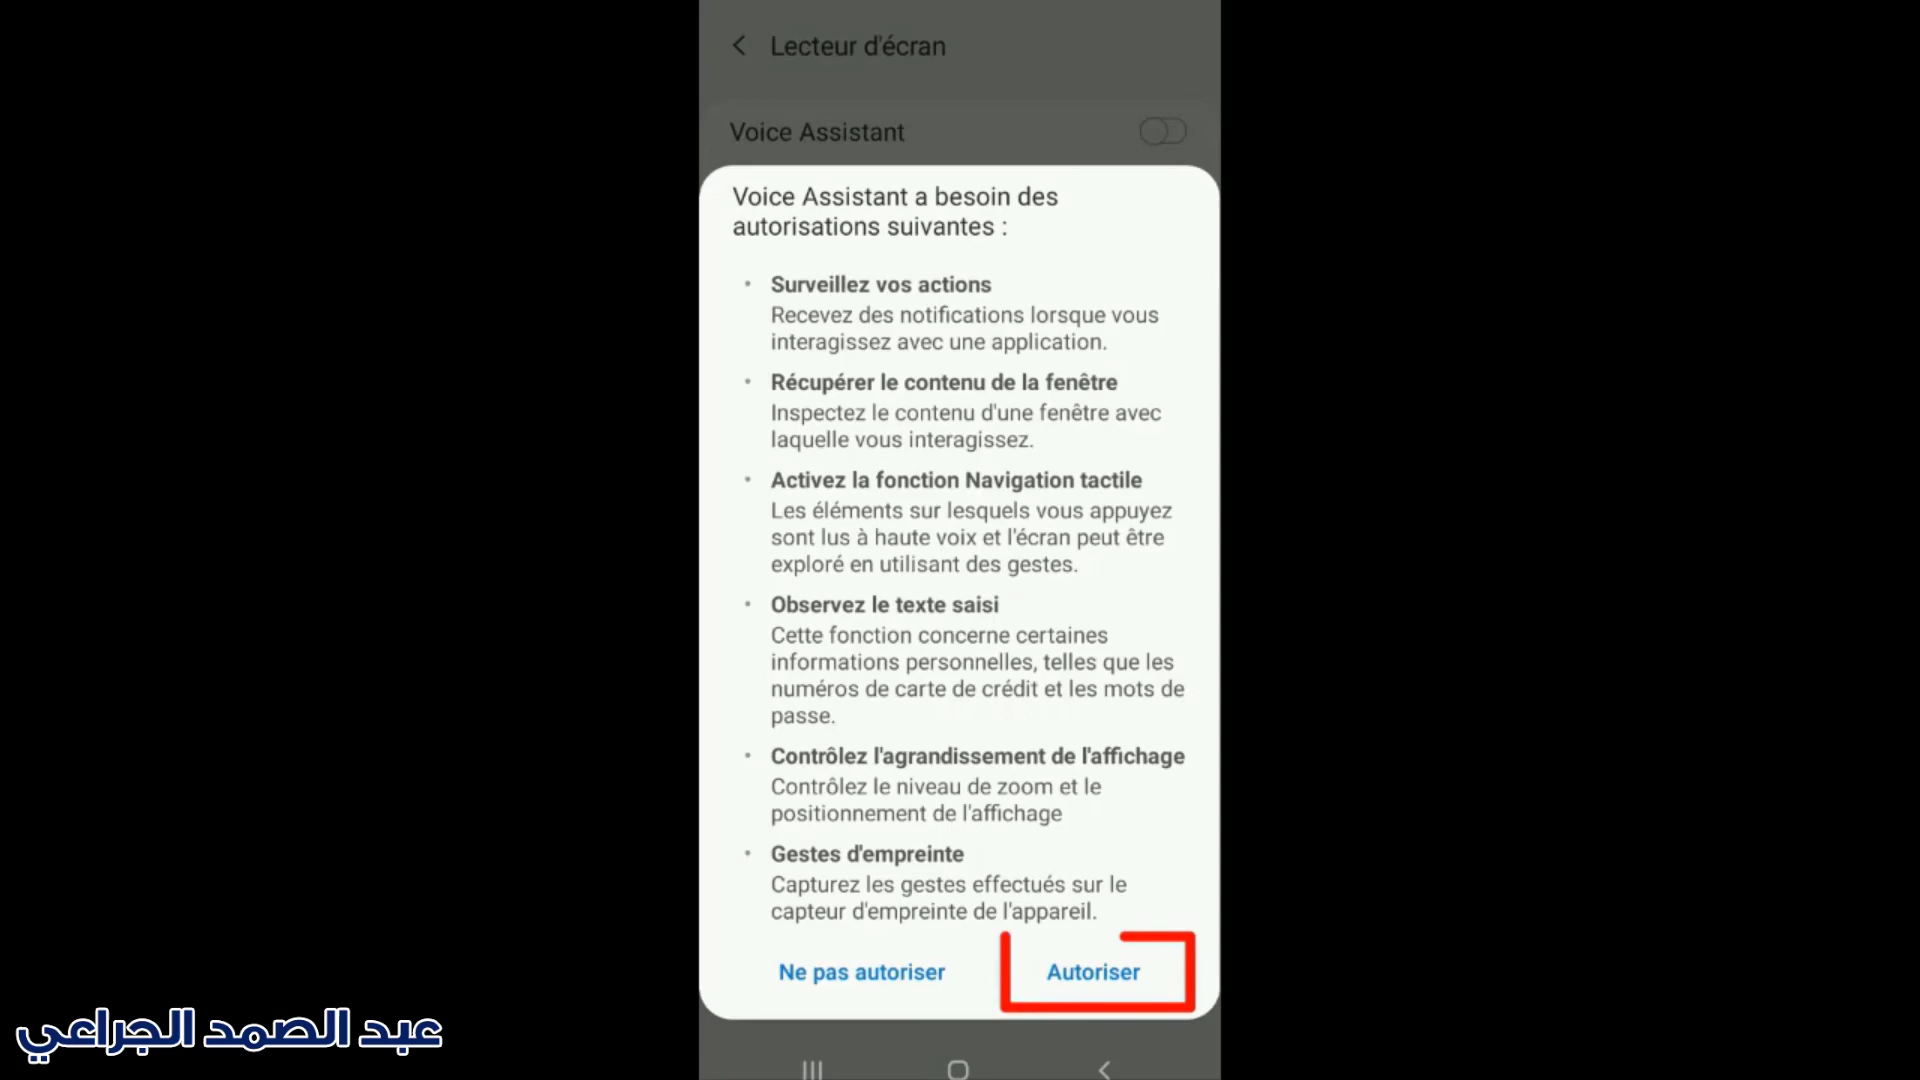 Lecteur d'écran
Voice Assistant
Voice Assistant a besoin des
autorisations suivantes :
• Surveillez vos actions
Recevez des notifications lorsque vous
interagissez avec une application.
• Récupérer le contenu de la fenêtre
Inspectez le contenu d'une fenêtre avec
laquelle vous interagissez.
• Activez la fonction Navigation tactile
Les éléments sur lesquels vous appuyez
sont lus à haute voix et l'écran peut être
exploré en utilisant des gestes.
• Observez le texte saisi
Cette fonction concerne certaines
informations personnelles, telles que les
numéros de carte de crédit et les mots de
passe.
• Contrôlez l'agrandissement de l'affichage
Contrôlez le niveau de zoom et le
positionnement de l'affichage
• Gestes d'empreinte
Capturez les gestes effectués sur le
capteur d'empreinte de l'appareil.
Ne pas autoriser
Autoriser
عبد الصمد الجراعي